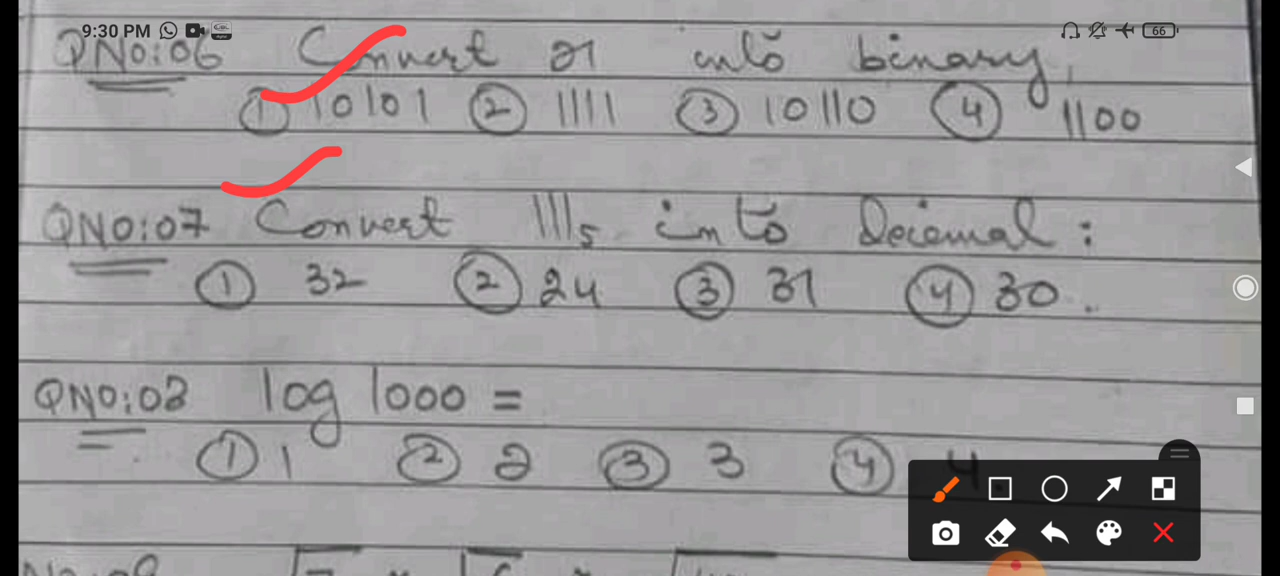 9:30 PM 66
QNO:06 Convert 21 into binary,
① 10101 ② 1111 ③ 10110 ④ 1100
QNO:07 Convert 111₅ into Deciemal:
① 32 ② 24 ③ 31 ④ 30.
QNO:08 log 1000 =
① 1 ② 2 ③ 3 ④ 4